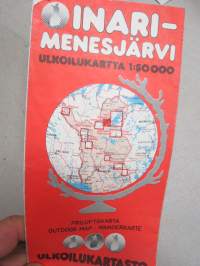 INARI-
MENESJÄRVI
ULKOILUKARTTA 1:50 000
FRILUFTSKARTA
OUTDOOR MAP - WANDERKARTE
ULKOILUKARTASTO